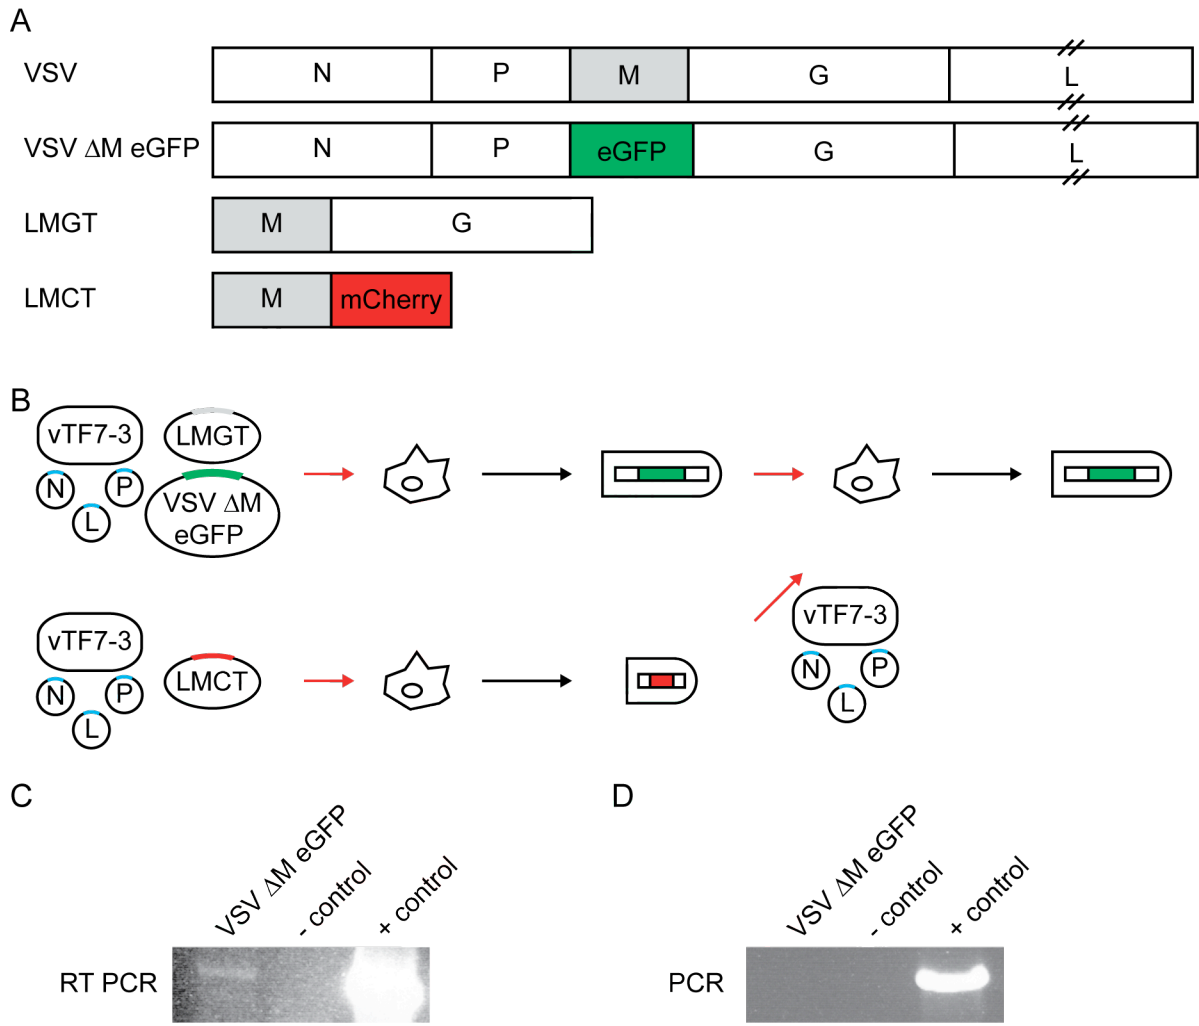 A
VSV N P M G L
VSV ΔM eGFP N P eGFP G L
LMGT M G
LMCT M mCherry
B
vTF7-3 LMGT
N P
L
VSV ΔM
eGFP
vTF7-3
LMCT
N P
L
vTF7-3
N P
L
C
VSV ΔM eGFP
- control
+ control
RT PCR
D
VSV ΔM eGFP
- control
+ control
PCR